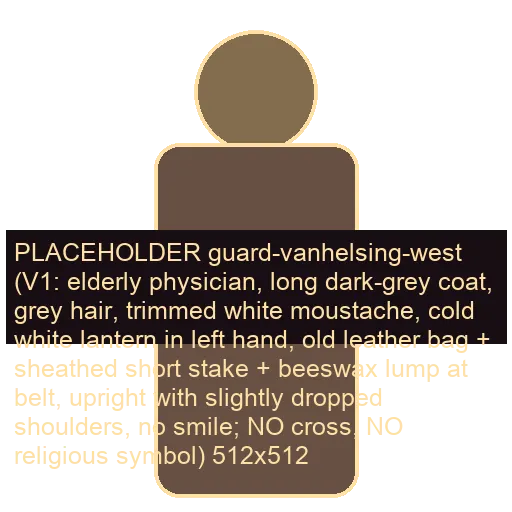 PLACEHOLDER guard-vanhelsing-west
(V1: elderly physician, long dark-grey coat,
grey hair, trimmed white moustache, cold
white lantern in left hand, old leather bag +
sheathed short stake + beeswax lump at
belt, upright with slightly dropped
shoulders, no smile; NO cross, NO
religious symbol) 512x512